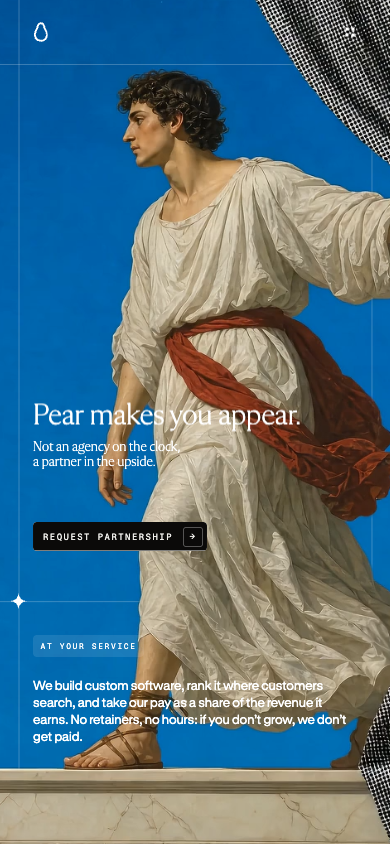 Pear makes you appear.
Not an agency on the clock,
a partner in the upside.
REQUEST PARTNERSHIP
AT YOUR SERVICE
We build custom software, rank it where customers
search, and take our pay as a share of the revenue it
earns. No retainers, no hours: if you don’t grow, we don’t
get paid.